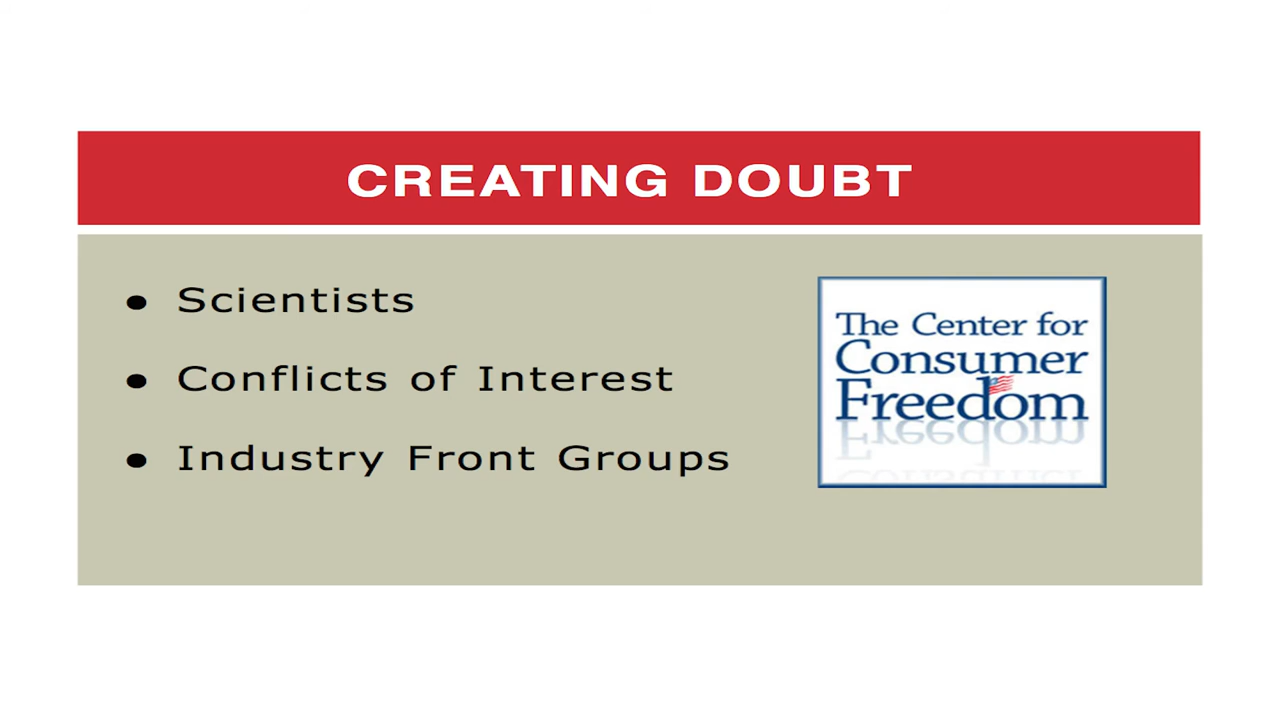 CREATING DOUBT
• Scientists
• Conflicts of Interest
• Industry Front Groups
The Center for
Consumer
Freedom